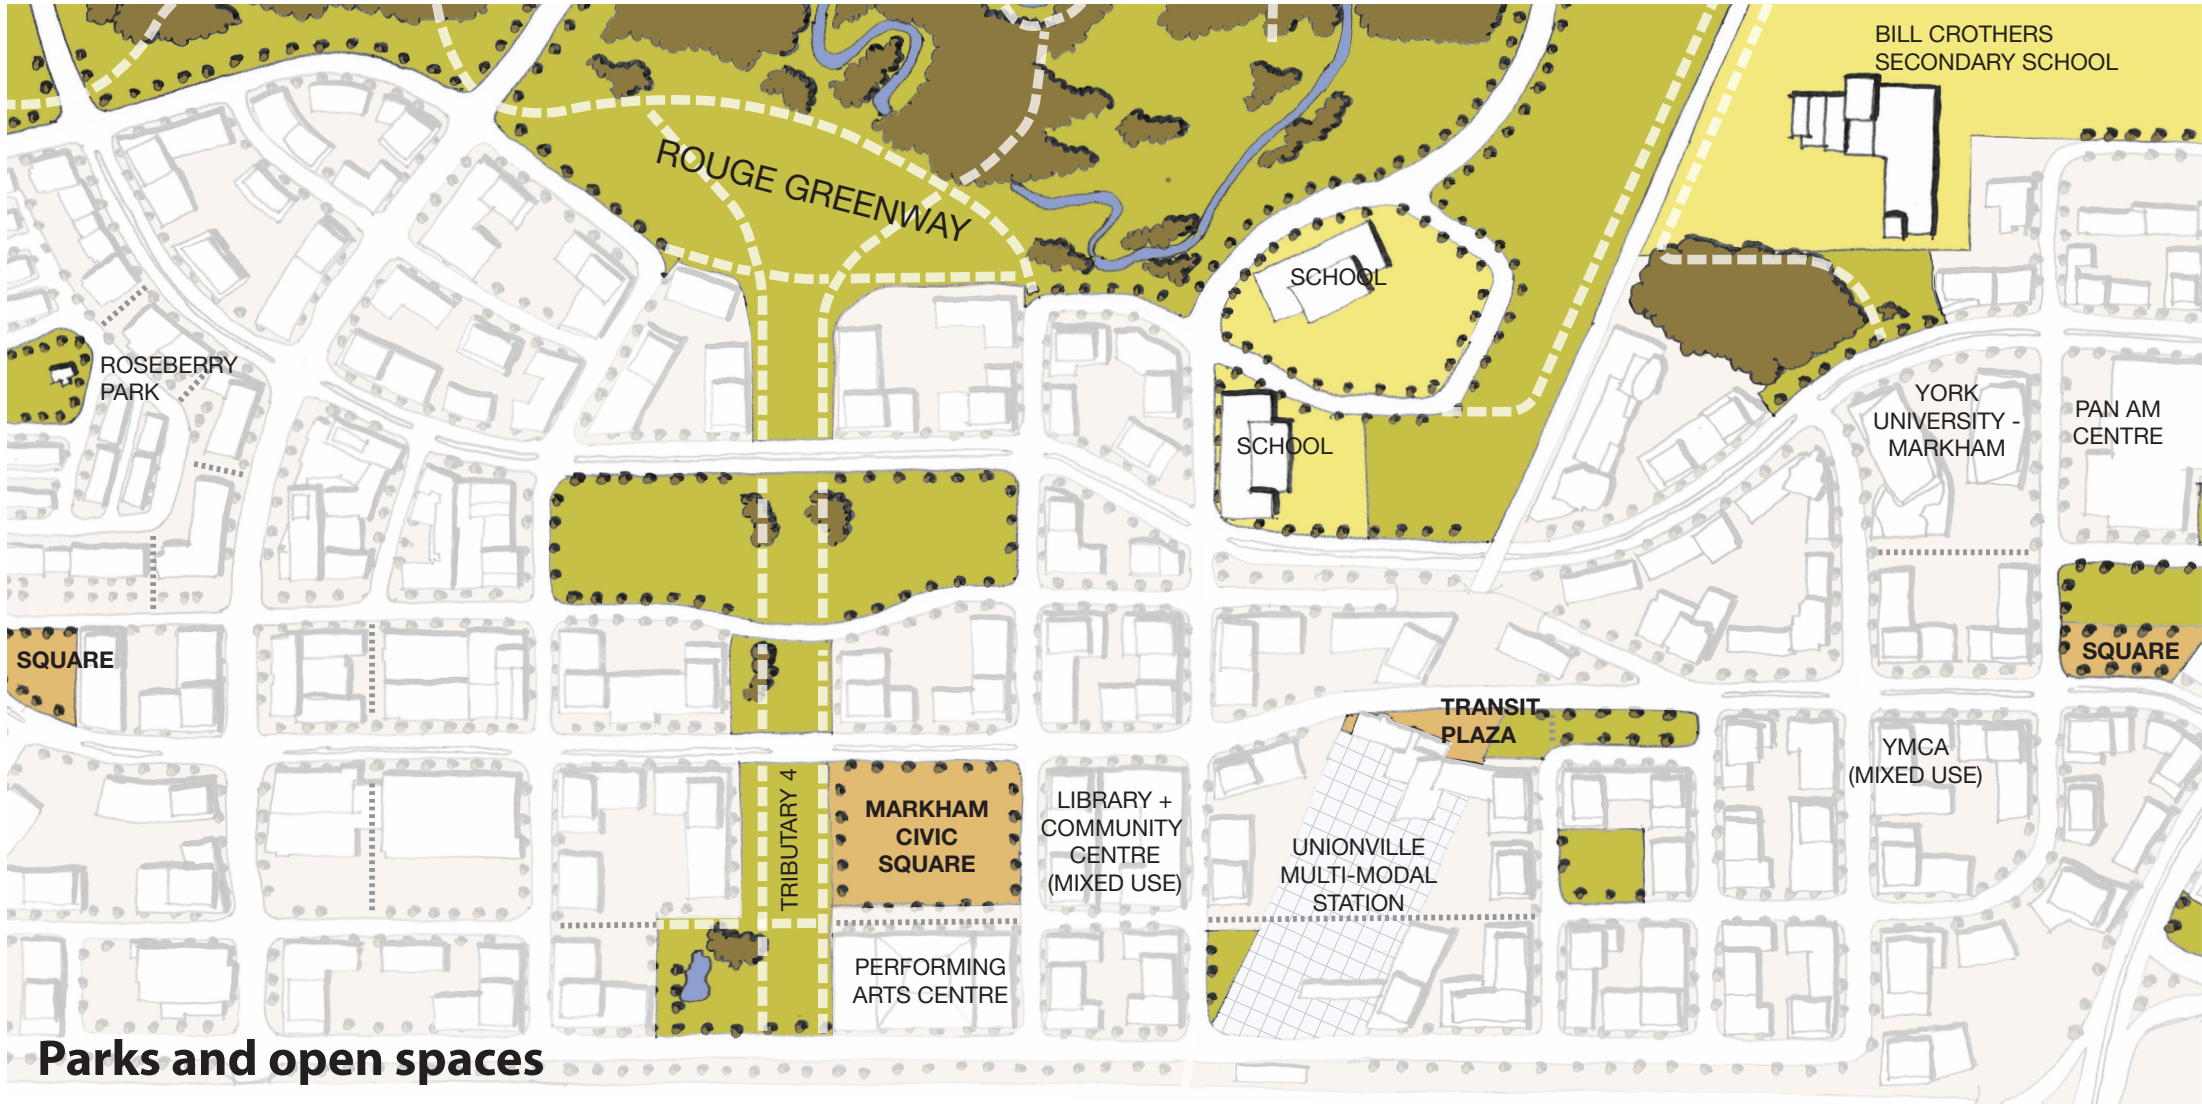 BILL CROTHERS
SECONDARY SCHOOL
ROUGE GREENWAY
SCHOOL
ROSEBERRY
PARK
SCHOOL
YORK
UNIVERSITY -
MARKHAM
PAN AM
CENTRE
SQUARE
SQUARE
TRANSIT
PLAZA
YMCA
(MIXED USE)
TRIBUTARY 4
MARKHAM
CIVIC
SQUARE
LIBRARY +
COMMUNITY
CENTRE
(MIXED USE)
UNIONVILLE
MULTI-MODAL
STATION
PERFORMING
ARTS CENTRE
Parks and open spaces